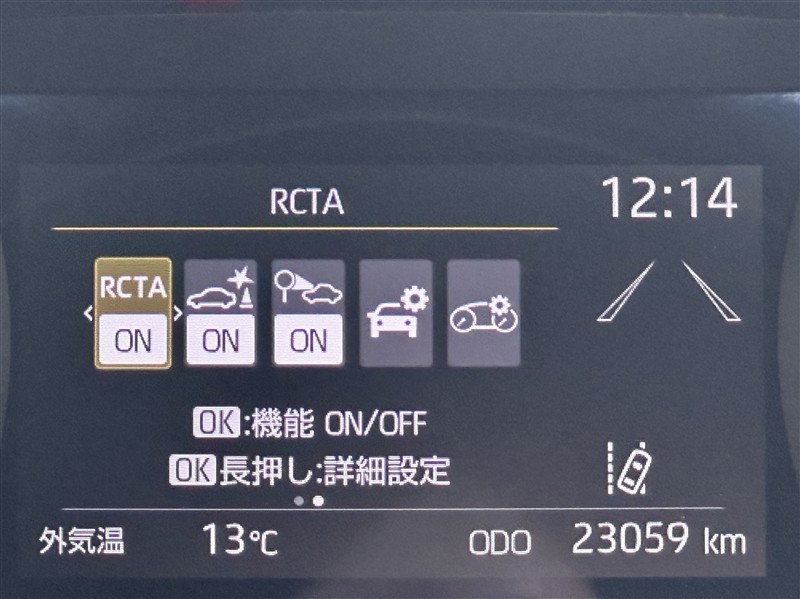 RCTA
12:14
RCTA
ON ON ON
OK:機能 ON/OFF
OK長押し:詳細設定
外気温 13℃ ODO 23059 km